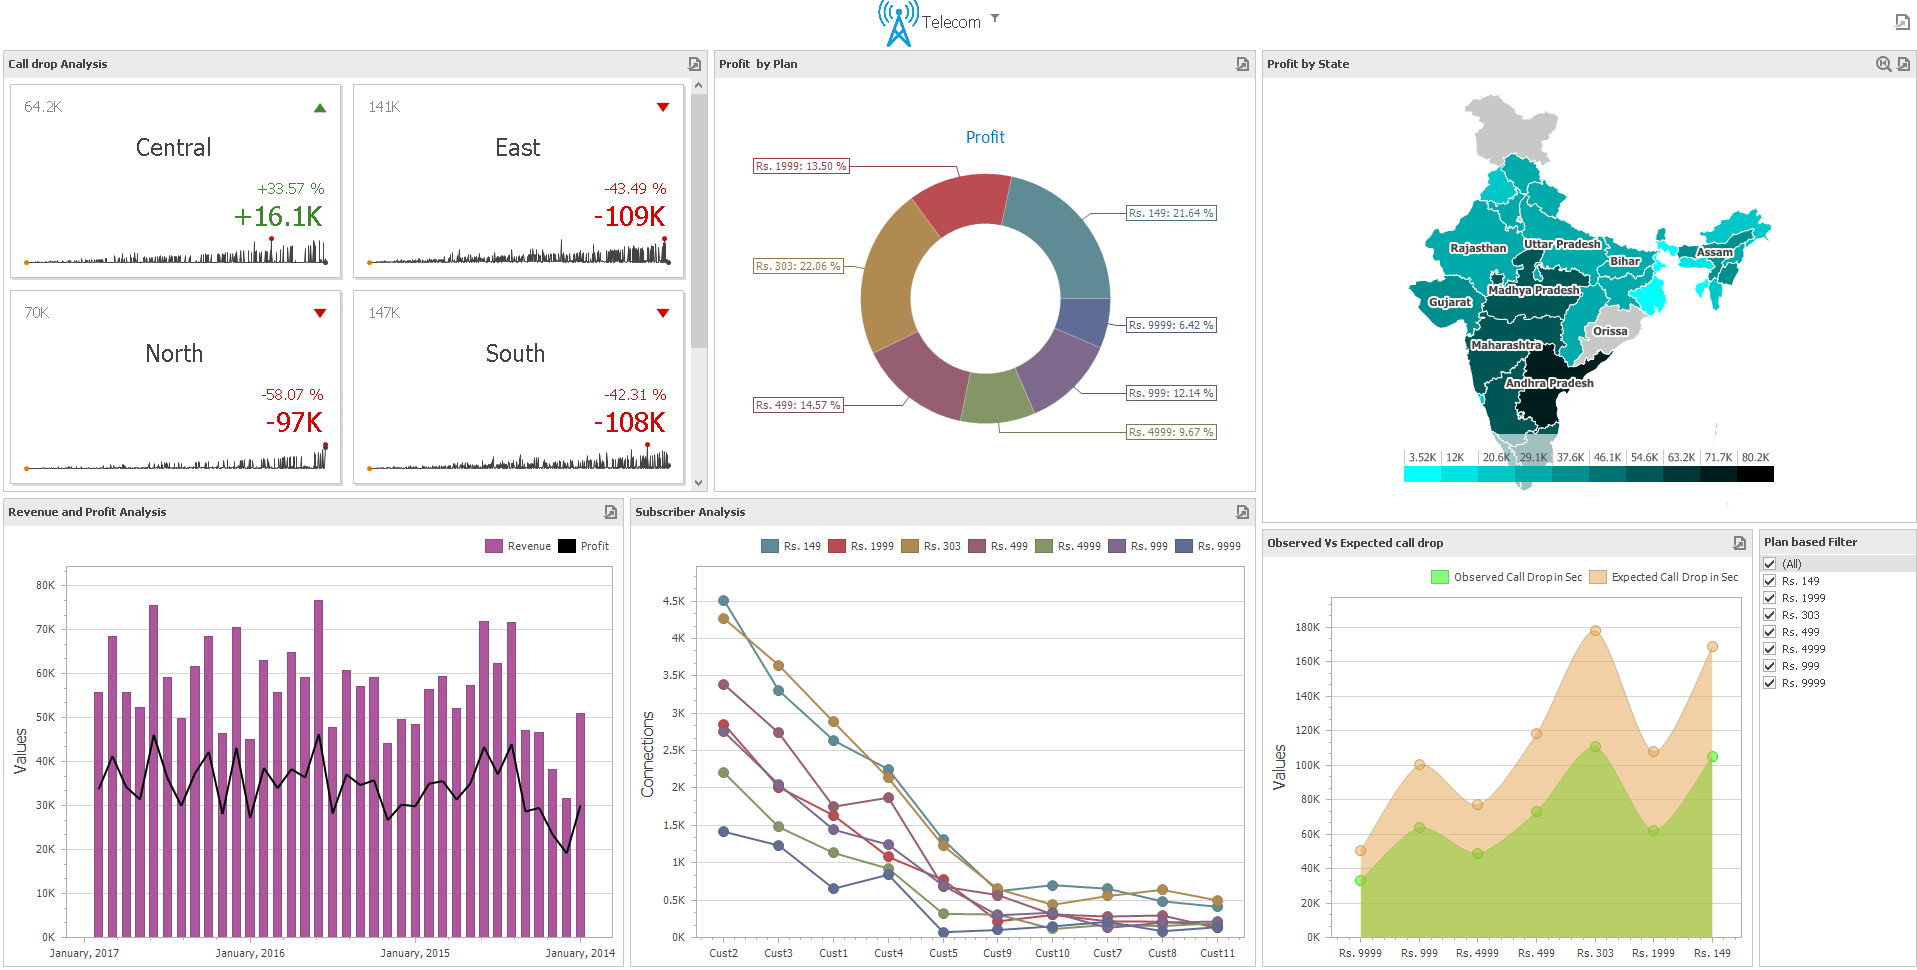 Telecom
Call drop Analysis
64.2K
Central
+33.57 %
+16.1K
141K
East
-43.49 %
-109K
70K
North
-58.07 %
-97K
147K
South
-42.31 %
-108K
Profit by Plan
Profit
Rs. 1999: 13.50 %
Rs. 149: 21.64 %
Rs. 303: 22.06 %
Rs. 9999: 6.42 %
Rs. 999: 12.14 %
Rs. 499: 14.57 %
Rs. 4999: 9.67 %
Profit by State
Rajasthan
Uttar Pradesh
Assam
Bihar
Madhya Pradesh
Gujarat
Orissa
Maharashtra
Andhra Pradesh
3.52K 12K 20.6K 29.1K 37.6K 46.1K 54.6K 63.2K 71.7K 80.2K
Revenue and Profit Analysis
Revenue Profit
Values
80K
70K
60K
50K
40K
30K
20K
10K
0K
January, 2017 January, 2016 January, 2015 January, 2014
Subscriber Analysis
Rs. 149 Rs. 1999 Rs. 303 Rs. 499 Rs. 4999 Rs. 999 Rs. 9999
Connections
4.5K
4K
3.5K
3K
2.5K
2K
1.5K
1K
0.5K
0K
Cust2 Cust3 Cust1 Cust4 Cust5 Cust9 Cust10 Cust7 Cust8 Cust11
Observed Vs Expected call drop
Observed Call Drop in Sec Expected Call Drop in Sec
Values
180K
160K
140K
120K
100K
80K
60K
40K
20K
0K
Rs. 9999 Rs. 999 Rs. 4999 Rs. 499 Rs. 303 Rs. 1999 Rs. 149
Plan based Filter
(All)
Rs. 149
Rs. 1999
Rs. 303
Rs. 499
Rs. 4999
Rs. 999
Rs. 9999